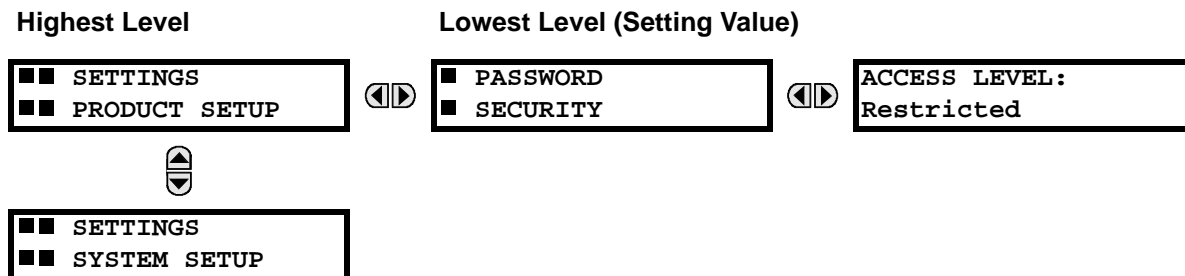 Highest Level
Lowest Level (Setting Value)
■■ SETTINGS
■■ PRODUCT SETUP
■ PASSWORD
■ SECURITY
ACCESS LEVEL:
Restricted
■■ SETTINGS
■■ SYSTEM SETUP